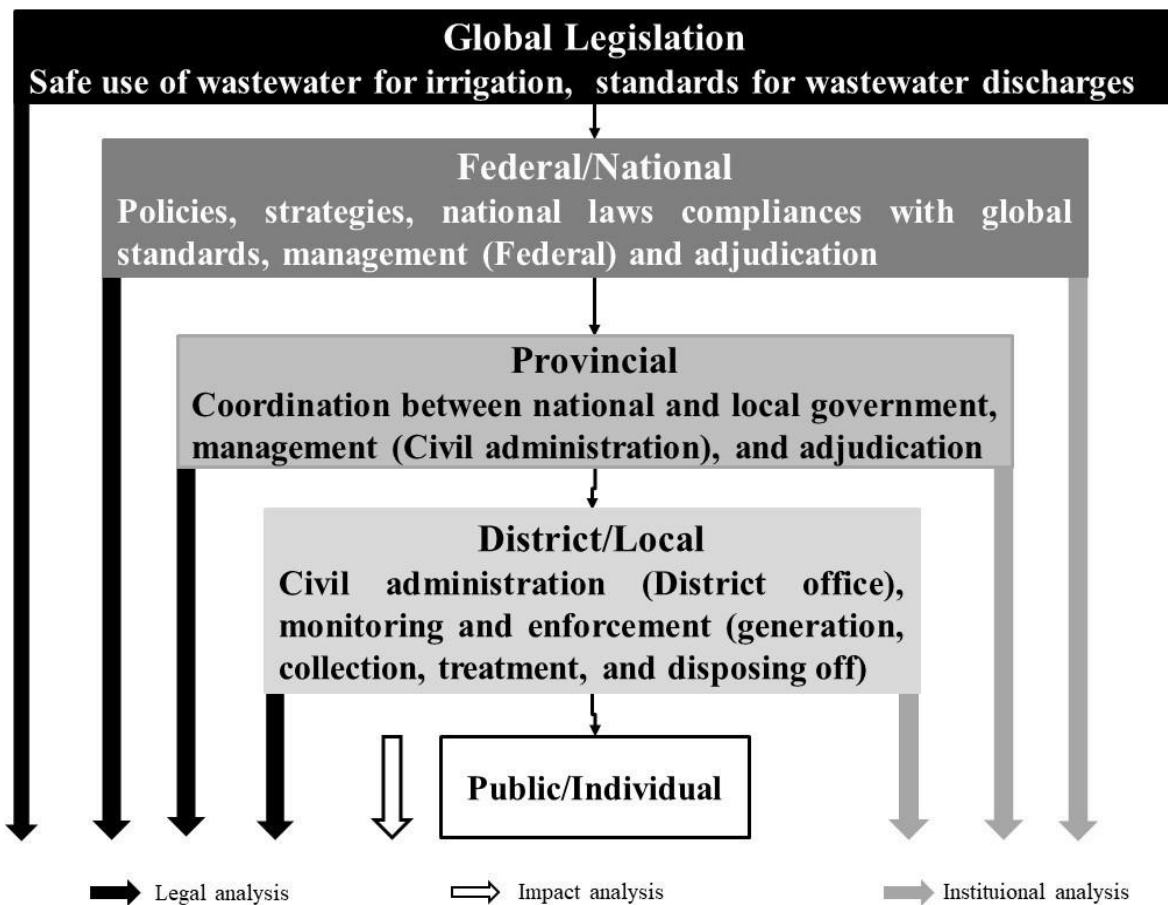 Global Legislation
Safe use of wastewater for irrigation, standards for wastewater discharges
Federal/National
Policies, strategies, national laws compliances with global
standards, management (Federal) and adjudication
Provincial
Coordination between national and local government,
management (Civil administration), and adjudication
District/Local
Civil administration (District office),
monitoring and enforcement (generation,
collection, treatment, and disposing off)
Public/Individual
Legal analysis
Impact analysis
Instituional analysis